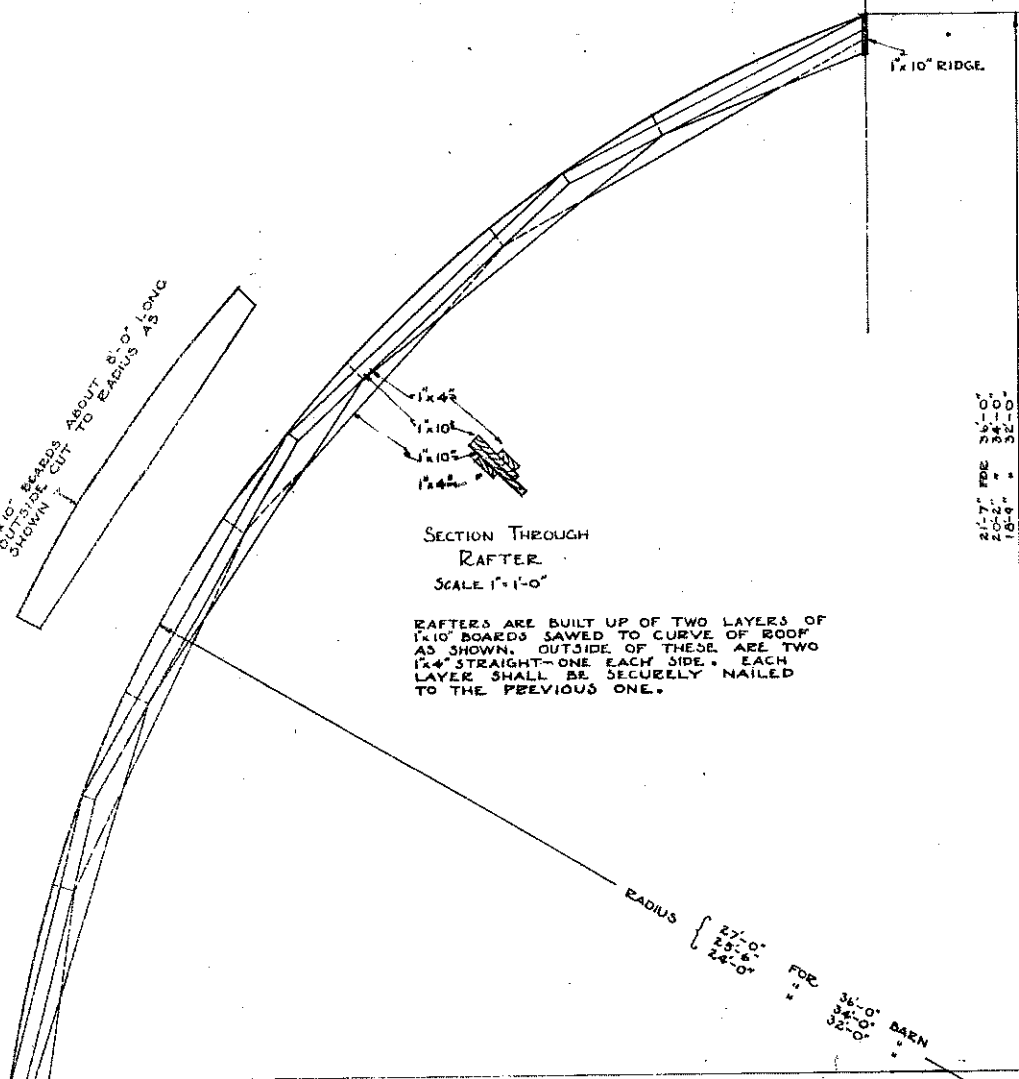 1"x10" RIDGE.
x10" BOARDS ABOUT 8'-0" LONG
OUTSIDE CUT TO RADIUS AS
SHOWN
1"x4"
1"x10"
1"x10"
1"x4"
SECTION THROUGH
RAFTER
SCALE 1"=1'-0"
RAFTERS ARE BUILT UP OF TWO LAYERS OF
1"x10" BOARDS SAWED TO CURVE OF ROOF
AS SHOWN. OUTSIDE OF THESE ARE TWO
1"x4" STRAIGHT-ONE EACH SIDE. EACH
LAYER SHALL BE SECURELY NAILED
TO THE PREVIOUS ONE.
21'-7" FOR 36'-0"
20'-2" " 34'-0"
" 32'-0"
RADIUS { 27'-0" FOR 36'-0" BARN
25'-6" " 34'-0" "
24'-0" " 32'-0" "